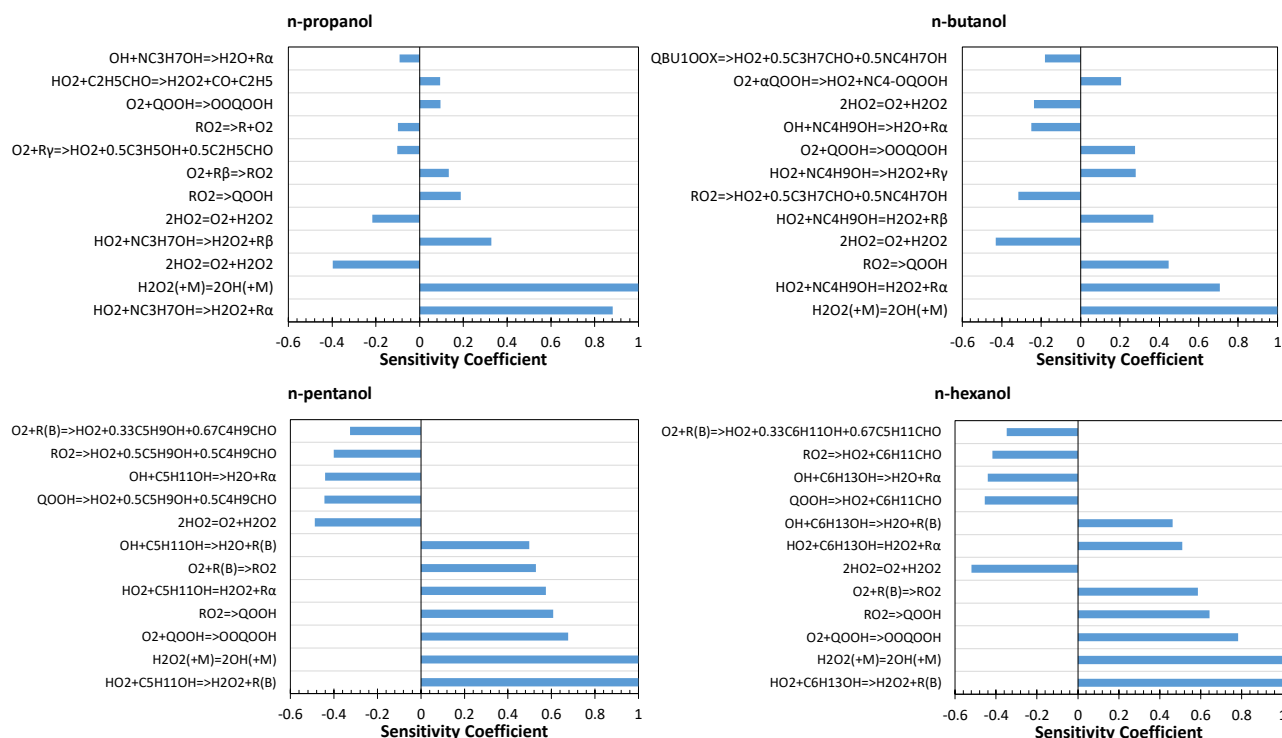 n-propanol
OH+NC3H7OH=>H2O+Rα
HO2+C2H5CHO=>H2O2+CO+C2H5
O2+QOOH=>OOQOOH
RO2=>R+O2
O2+Rγ=>HO2+0.5C3H5OH+0.5C2H5CHO
O2+Rβ=>RO2
RO2=>QOOH
2HO2=O2+H2O2
HO2+NC3H7OH=>H2O2+Rβ
2HO2=O2+H2O2
H2O2(+M)=2OH(+M)
HO2+NC3H7OH=>H2O2+Rα
-0.6 -0.4 -0.2 0 0.2 0.4 0.6 0.8 1
Sensitivity Coefficient
n-butanol
QBU1OOX=>HO2+0.5C3H7CHO+0.5NC4H7OH
O2+αQOOH=>HO2+NC4-OQOOH
2HO2=O2+H2O2
OH+NC4H9OH=>H2O+Rα
O2+QOOH=>OOQOOH
HO2+NC4H9OH=>H2O2+Rγ
RO2=>HO2+0.5C3H7CHO+0.5NC4H7OH
HO2+NC4H9OH=H2O2+Rβ
2HO2=O2+H2O2
RO2=>QOOH
HO2+NC4H9OH=H2O2+Rα
H2O2(+M)=2OH(+M)
-0.6 -0.4 -0.2 0 0.2 0.4 0.6 0.8 1
Sensitivity Coefficient
n-pentanol
O2+R(B)=>HO2+0.33C5H9OH+0.67C4H9CHO
RO2=>HO2+0.5C5H9OH+0.5C4H9CHO
OH+C5H11OH=>H2O+Rα
QOOH=>HO2+0.5C5H9OH+0.5C4H9CHO
2HO2=O2+H2O2
OH+C5H11OH=>H2O+R(B)
O2+R(B)=>RO2
HO2+C5H11OH=H2O2+Rα
RO2=>QOOH
O2+QOOH=>OOQOOH
H2O2(+M)=2OH(+M)
HO2+C5H11OH=>H2O2+R(B)
-0.6 -0.4 -0.2 0 0.2 0.4 0.6 0.8 1
Sensitivity Coefficient
n-hexanol
O2+R(B)=>HO2+0.33C6H11OH+0.67C5H11CHO
RO2=>HO2+C6H11CHO
OH+C6H13OH=>H2O+Rα
QOOH=>HO2+C6H11CHO
OH+C6H13OH=>H2O+R(B)
HO2+C6H13OH=H2O2+Rα
2HO2=O2+H2O2
O2+R(B)=>RO2
RO2=>QOOH
O2+QOOH=>OOQOOH
H2O2(+M)=2OH(+M)
HO2+C6H13OH=>H2O2+R(B)
-0.6 -0.4 -0.2 0 0.2 0.4 0.6 0.8 1
Sensitivity Coefficient